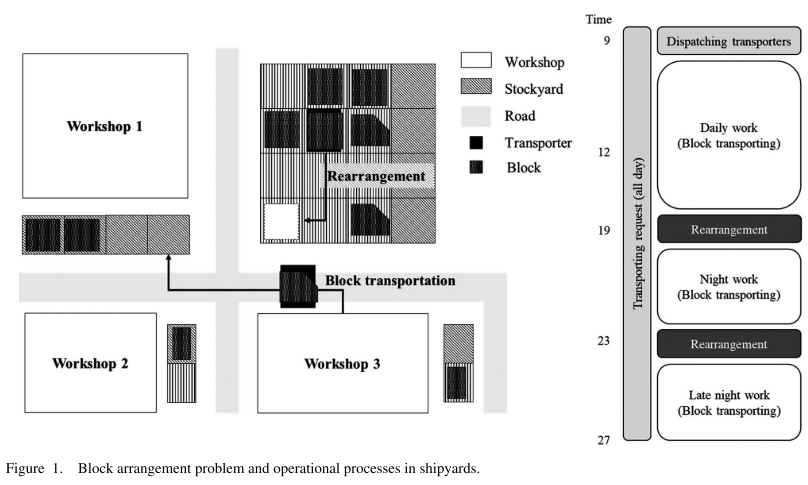 Workshop 1
Rearrangement
Workshop
Stockyard
Road
Transporter
Block
Block transportation
Workshop 2
Workshop 3
Time
9
12
19
23
27
Transporting request (all day)
Dispatching transporters
Daily work
(Block transporting)
Rearrangement
Night work
(Block transporting)
Rearrangement
Late night work
(Block transporting)
Figure 1. Block arrangement problem and operational processes in shipyards.